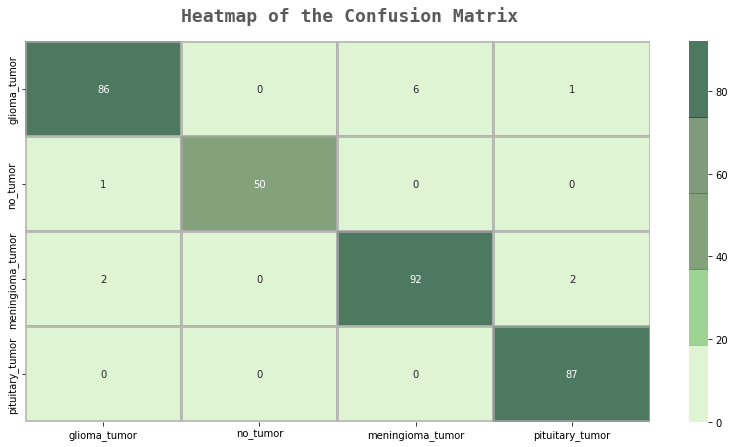 Heatmap of the Confusion Matrix
glioma_tumor
86 0 6 1
no_tumor
1 50 0 0
meningioma_tumor
2 0 92 2
pituitary_tumor
0 0 0 87
glioma_tumor no_tumor meningioma_tumor pituitary_tumor
80
60
40
20
0